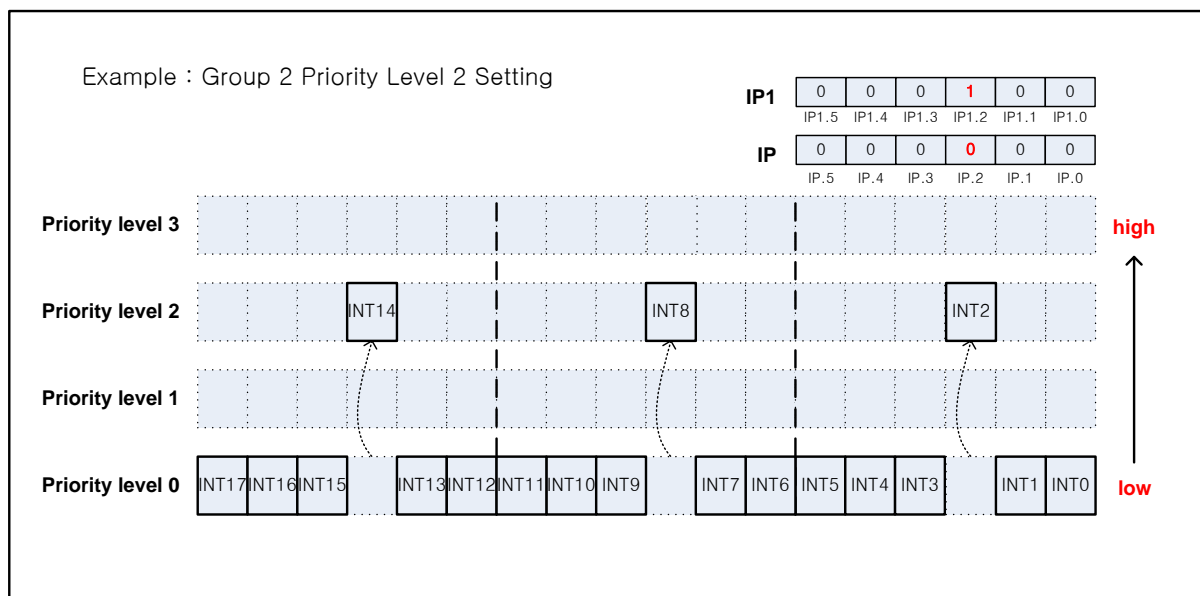 Example : Group 2 Priority Level 2 Setting
IP1 0 0 0 1 0 0
IP1.5 IP1.4 IP1.3 IP1.2 IP1.1 IP1.0
IP 0 0 0 0 0 0
IP.5 IP.4 IP.3 IP.2 IP.1 IP.0
Priority level 3
high
Priority level 2 INT14 INT8 INT2
Priority level 1
Priority level 0 INT17 INT16 INT15 INT13 INT12 INT11 INT10 INT9 INT7 INT6 INT5 INT4 INT3 INT1 INT0
low